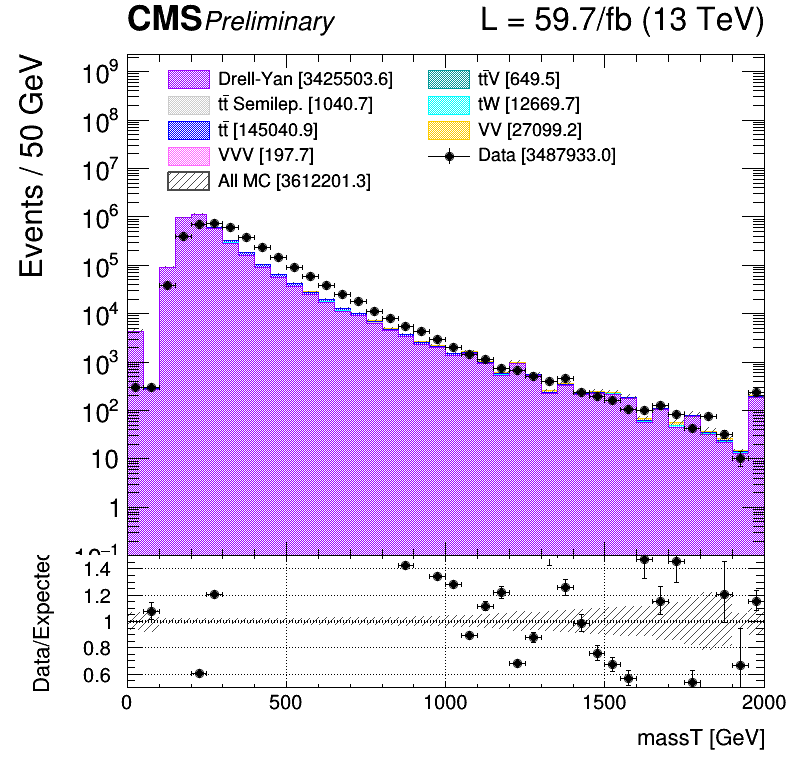 CMS Preliminary L = 59.7/fb (13 TeV)
Events / 50 GeV
Drell-Yan [3425503.6]
tt̄ Semilep. [1040.7]
tt̄ [145040.9]
VVV [197.7]
All MC [3612201.3]
tt̄V [649.5]
tW [12669.7]
VV [27099.2]
Data [3487933.0]
10⁹
10⁸
10⁷
10⁶
10⁵
10⁴
10³
10²
10
1
10⁻¹
Data/Expected
1.4
1.2
1
0.8
0.6
0 500 1000 1500 2000
massT [GeV]